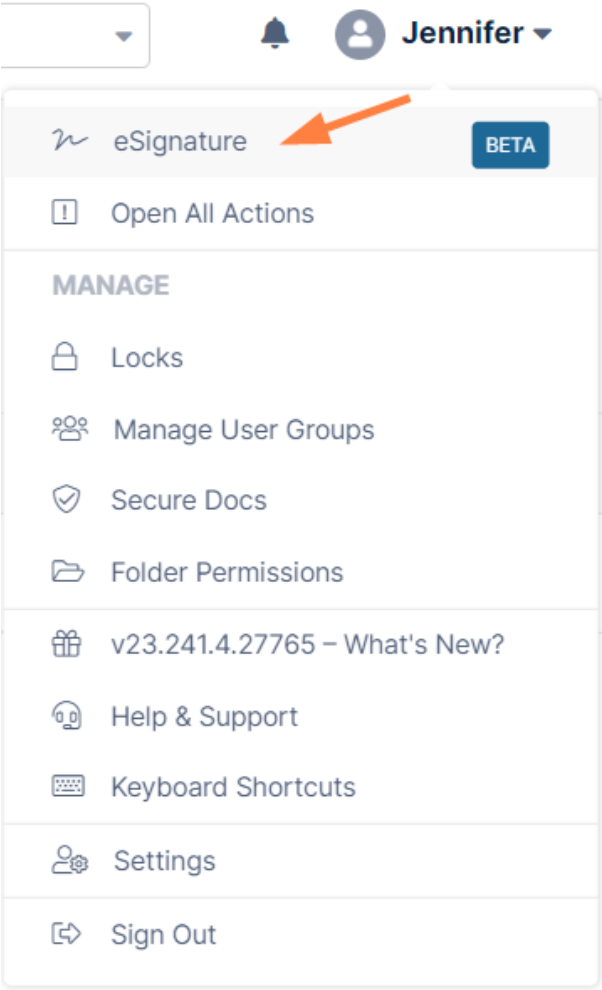 Jennifer
eSignature BETA
Open All Actions
MANAGE
Locks
Manage User Groups
Secure Docs
Folder Permissions
v23.241.4.27765 – What's New?
Help & Support
Keyboard Shortcuts
Settings
Sign Out